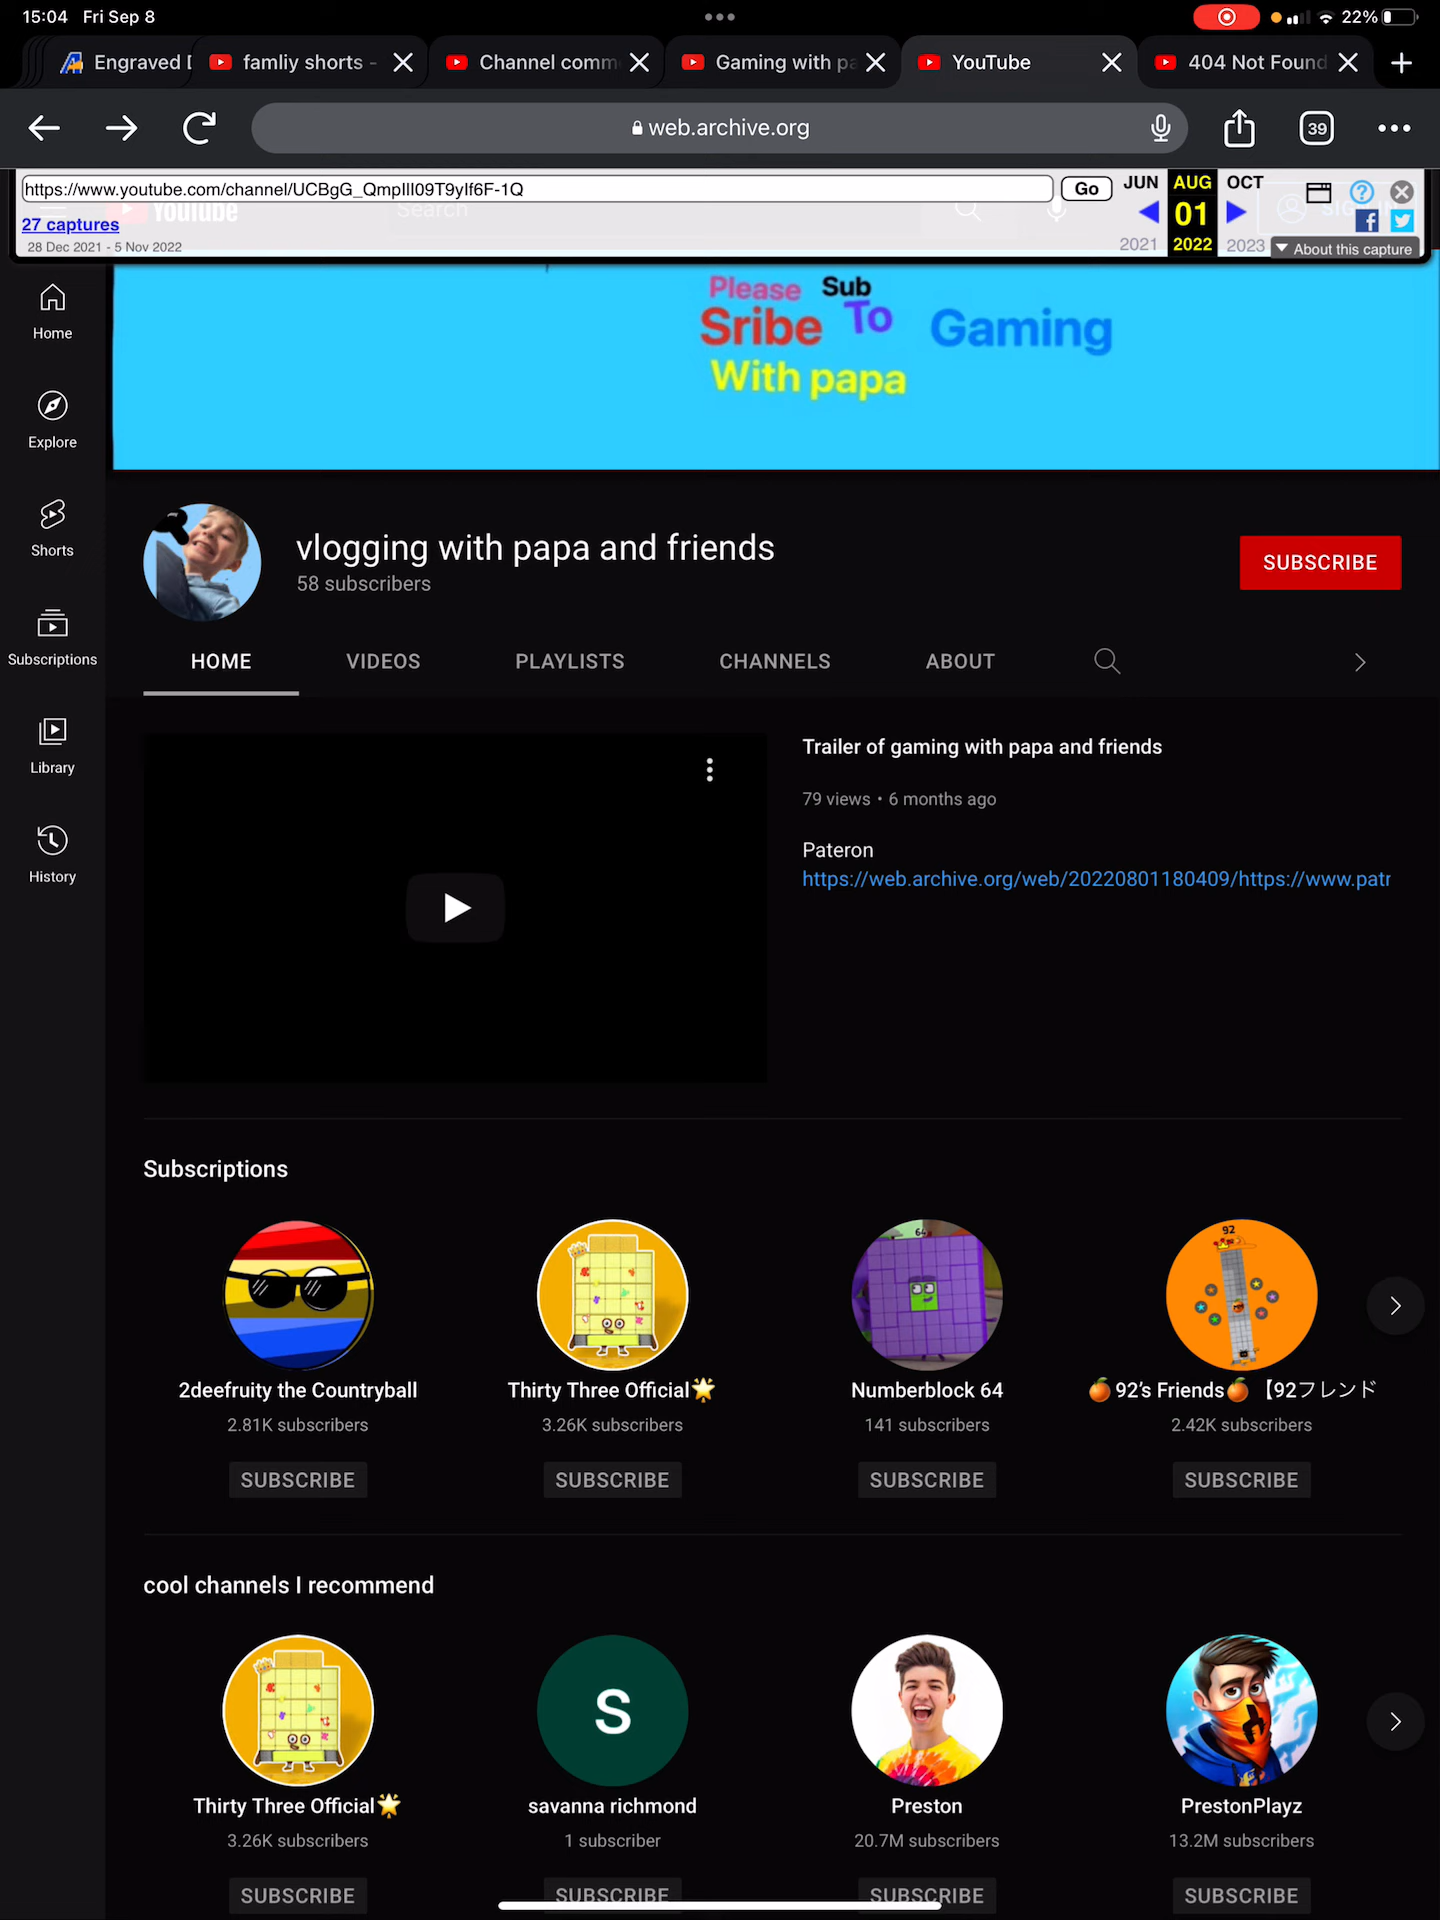 15:04 Fri Sep 8
22%
Engraved
famliy shorts -
Channel comm
Gaming with pa
YouTube
404 Not Found
web.archive.org
39
https://www.youtube.com/channel/UCBgG_QmpIll09T9yIf6F-1Q
Go
JUN AUG OCT
01
2021 2022 2023
27 captures
28 Dec 2021 - 5 Nov 2022
About this capture
YouTube
Search
Please Sub
Sribe To Gaming
With papa
Home
Explore
Shorts
Subscriptions
Library
History
vlogging with papa and friends
58 subscribers
SUBSCRIBE
HOME VIDEOS PLAYLISTS CHANNELS ABOUT
Trailer of gaming with papa and friends
79 views • 6 months ago
Pateron
https://web.archive.org/web/20220801180409/https://www.patr
Subscriptions
64
92
2deefruity the Countryball
2.81K subscribers
SUBSCRIBE
Thirty Three Official🌟
3.26K subscribers
SUBSCRIBE
Numberblock 64
141 subscribers
SUBSCRIBE
🍊92's Friends🍊【92フレンド
2.42K subscribers
SUBSCRIBE
cool channels I recommend
S
Thirty Three Official🌟
3.26K subscribers
SUBSCRIBE
savanna richmond
1 subscriber
SUBSCRIBE
Preston
20.7M subscribers
SUBSCRIBE
PrestonPlayz
13.2M subscribers
SUBSCRIBE